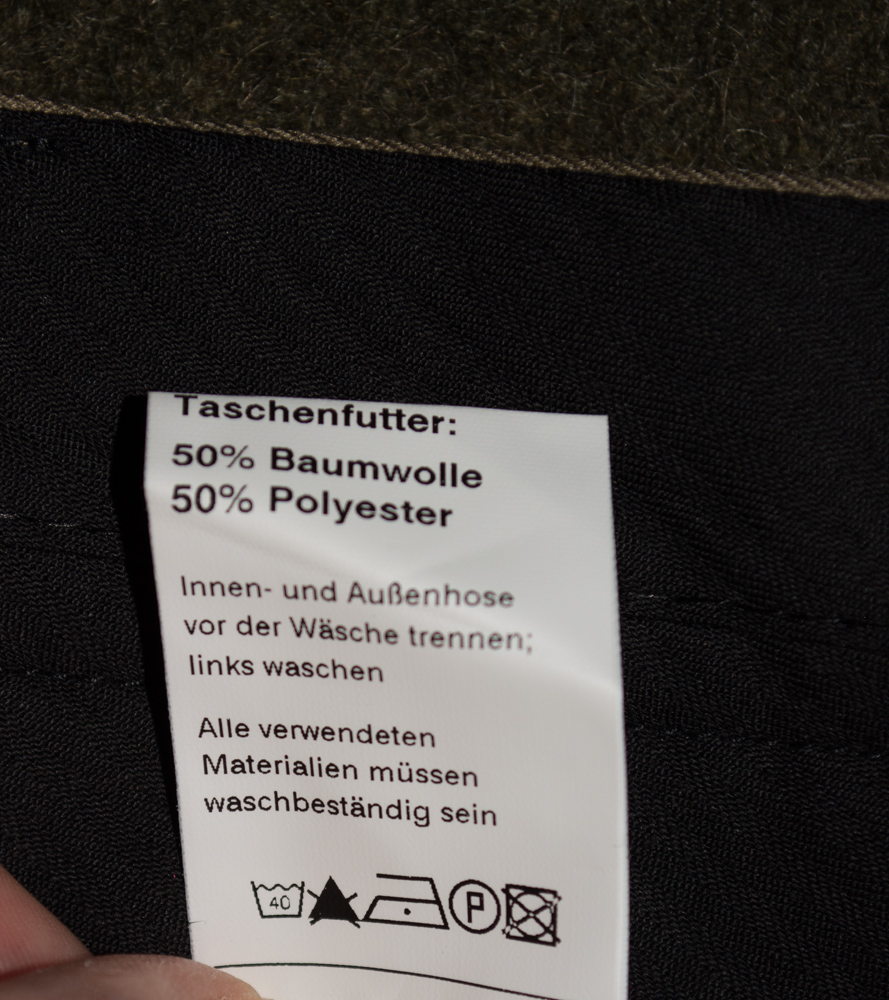 Taschenfutter:
50% Baumwolle
50% Polyester
Innen- und Außenhose
vor der Wäsche trennen;
links waschen
Alle verwendeten
Materialien müssen
waschbeständig sein
40 P